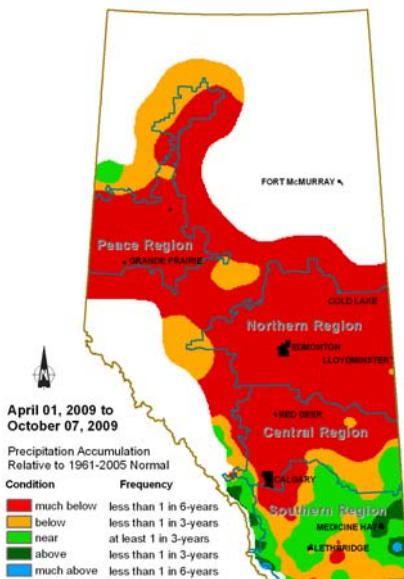 FORT McMURRAY
Peace Region
GRANDE PRAIRIE
COLD LAKE
Northern Region
EDMONTON
LLOYDMINSTER
RED DEER
Central Region
CALGARY
Southern Region
MEDICINE HAT
LETHBRIDGE
N
April 01, 2009 to
October 07, 2009
Precipitation Accumulation
Relative to 1961-2005 Normal
Condition Frequency
much below less than 1 in 6-years
below less than 1 in 3-years
near at least 1 in 3-years
above less than 1 in 3-years
much above less than 1 in 6-years